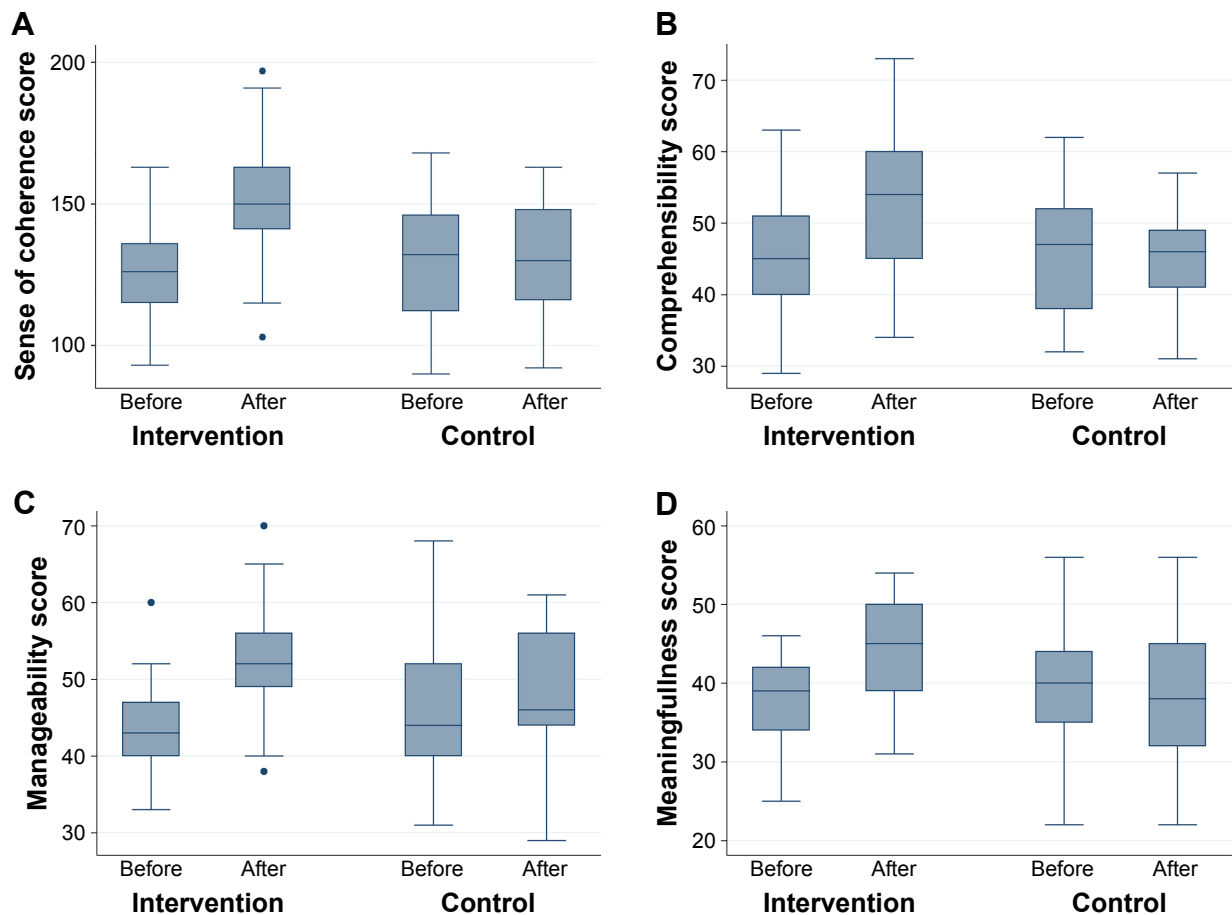 A
Sense of coherence score
200
150
100
Before After Before After
Intervention Control
B
Comprehensibility score
70
60
50
40
30
Before After Before After
Intervention Control
C
Manageability score
70
60
50
40
30
Before After Before After
Intervention Control
D
Meaningfullness score
60
50
40
30
20
Before After Before After
Intervention Control